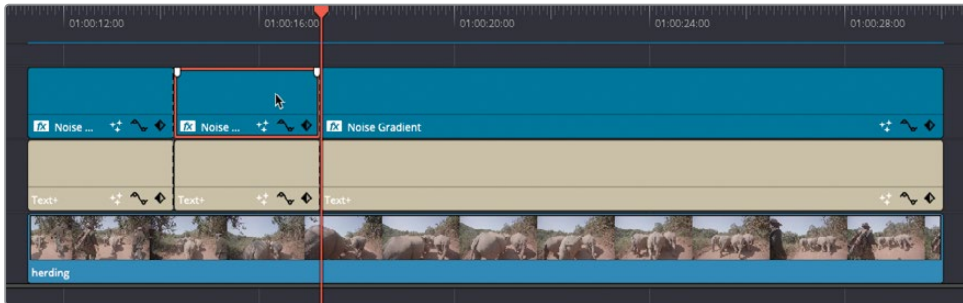 01:00:12:00 01:00:16:00 01:00:20:00 01:00:24:00 01:00:28:00
fx Noise ... fx Noise ... fx Noise Gradient
Text+ Text+ Text+
herding